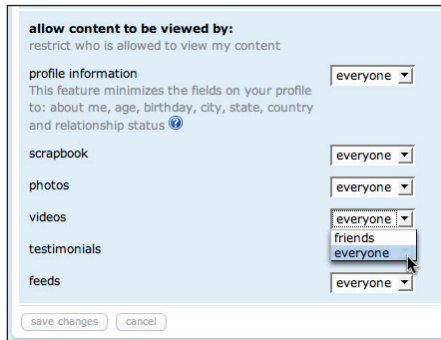 allow content to be viewed by:
restrict who is allowed to view my content
profile information everyone
This feature minimizes the fields on your profile
to: about me, age, birthday, city, state, country
and relationship status ?
scrapbook everyone
photos everyone
videos everyone
friends
testimonials everyone
feeds everyone
save changes cancel